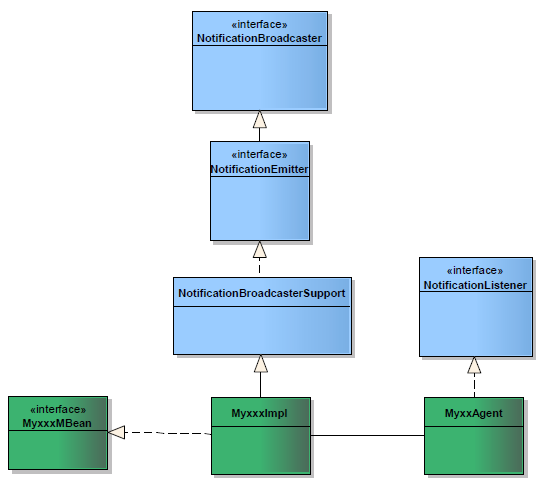 «interface»
NotificationBroadcaster
«interface»
NotificationEmitter
NotificationBroadcasterSupport
«interface»
NotificationListener
«interface»
MyxxxMBean
MyxxxImpl
MyxxAgent